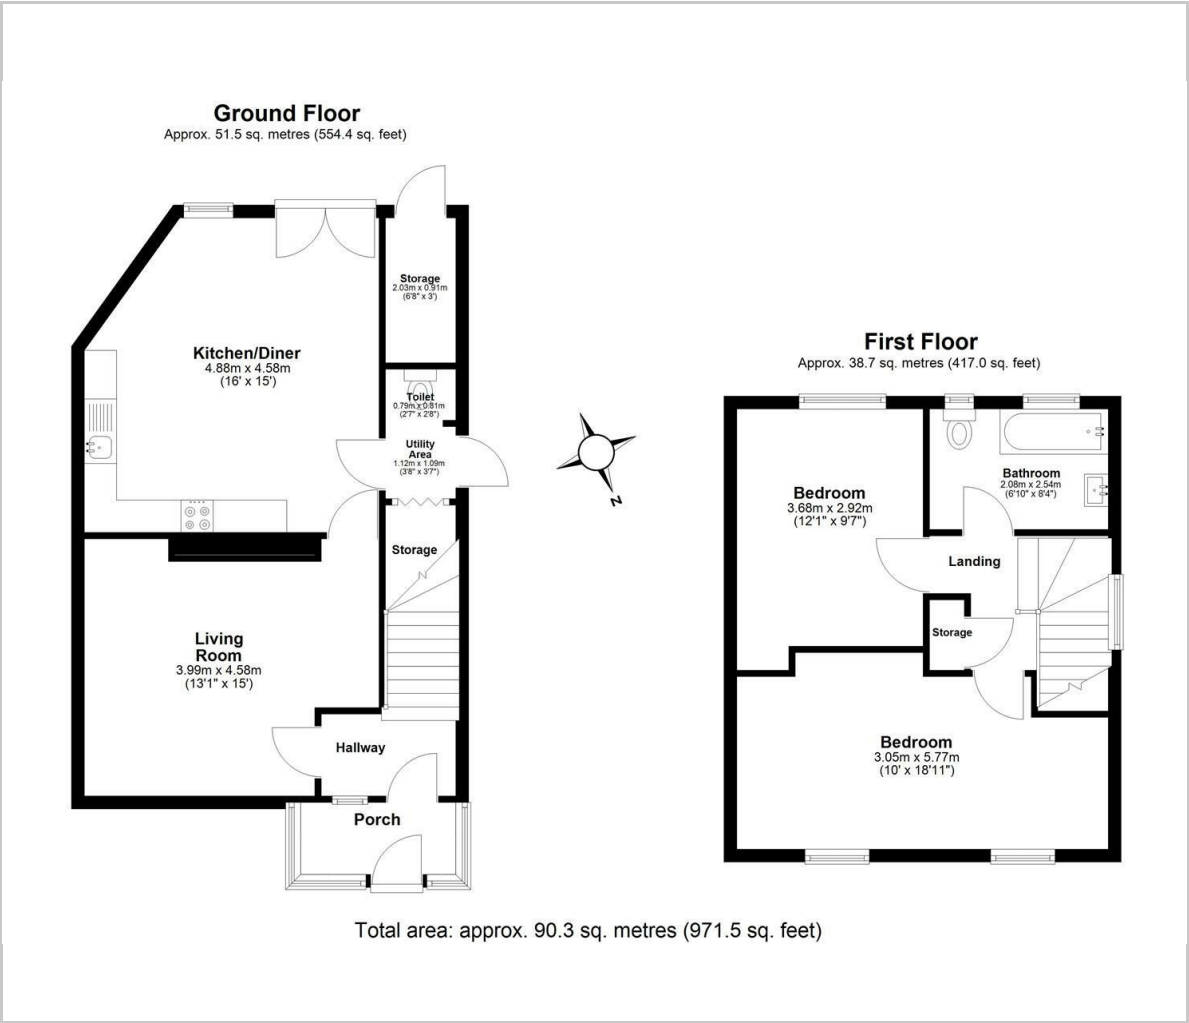 Ground Floor
Approx. 51.5 sq. metres (554.4 sq. feet)
Storage
2.03m x 0.91m
(6'8" x 3')
Kitchen/Diner
4.88m x 4.58m
(16' x 15')
Toilet
0.79m x 0.81m
(2'7" x 2'8")
Utility
Area
1.12m x 1.09m
(3'8" x 3'7")
Storage
Living
Room
3.99m x 4.58m
(13'1" x 15')
Hallway
Porch
N
First Floor
Approx. 38.7 sq. metres (417.0 sq. feet)
Bedroom
3.68m x 2.92m
(12'1" x 9'7")
Bathroom
2.08m x 2.54m
(6'10" x 8'4")
Landing
Storage
Bedroom
3.05m x 5.77m
(10' x 18'11")
Total area: approx. 90.3 sq. metres (971.5 sq. feet)